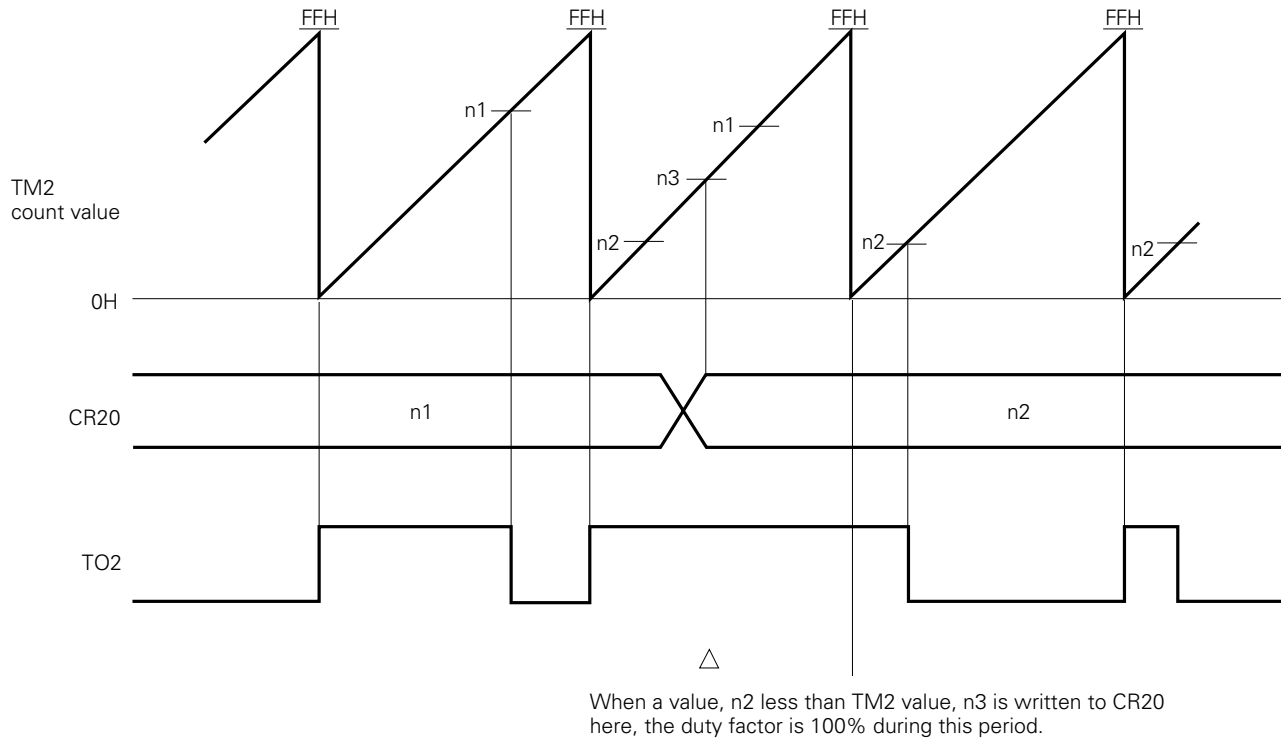 FFH
FFH
FFH
FFH
n1
n1
n3
TM2
count value
n2
n2
n2
0H
CR20
n1
n2
TO2
When a value, n2 less than TM2 value, n3 is written to CR20
here, the duty factor is 100% during this period.